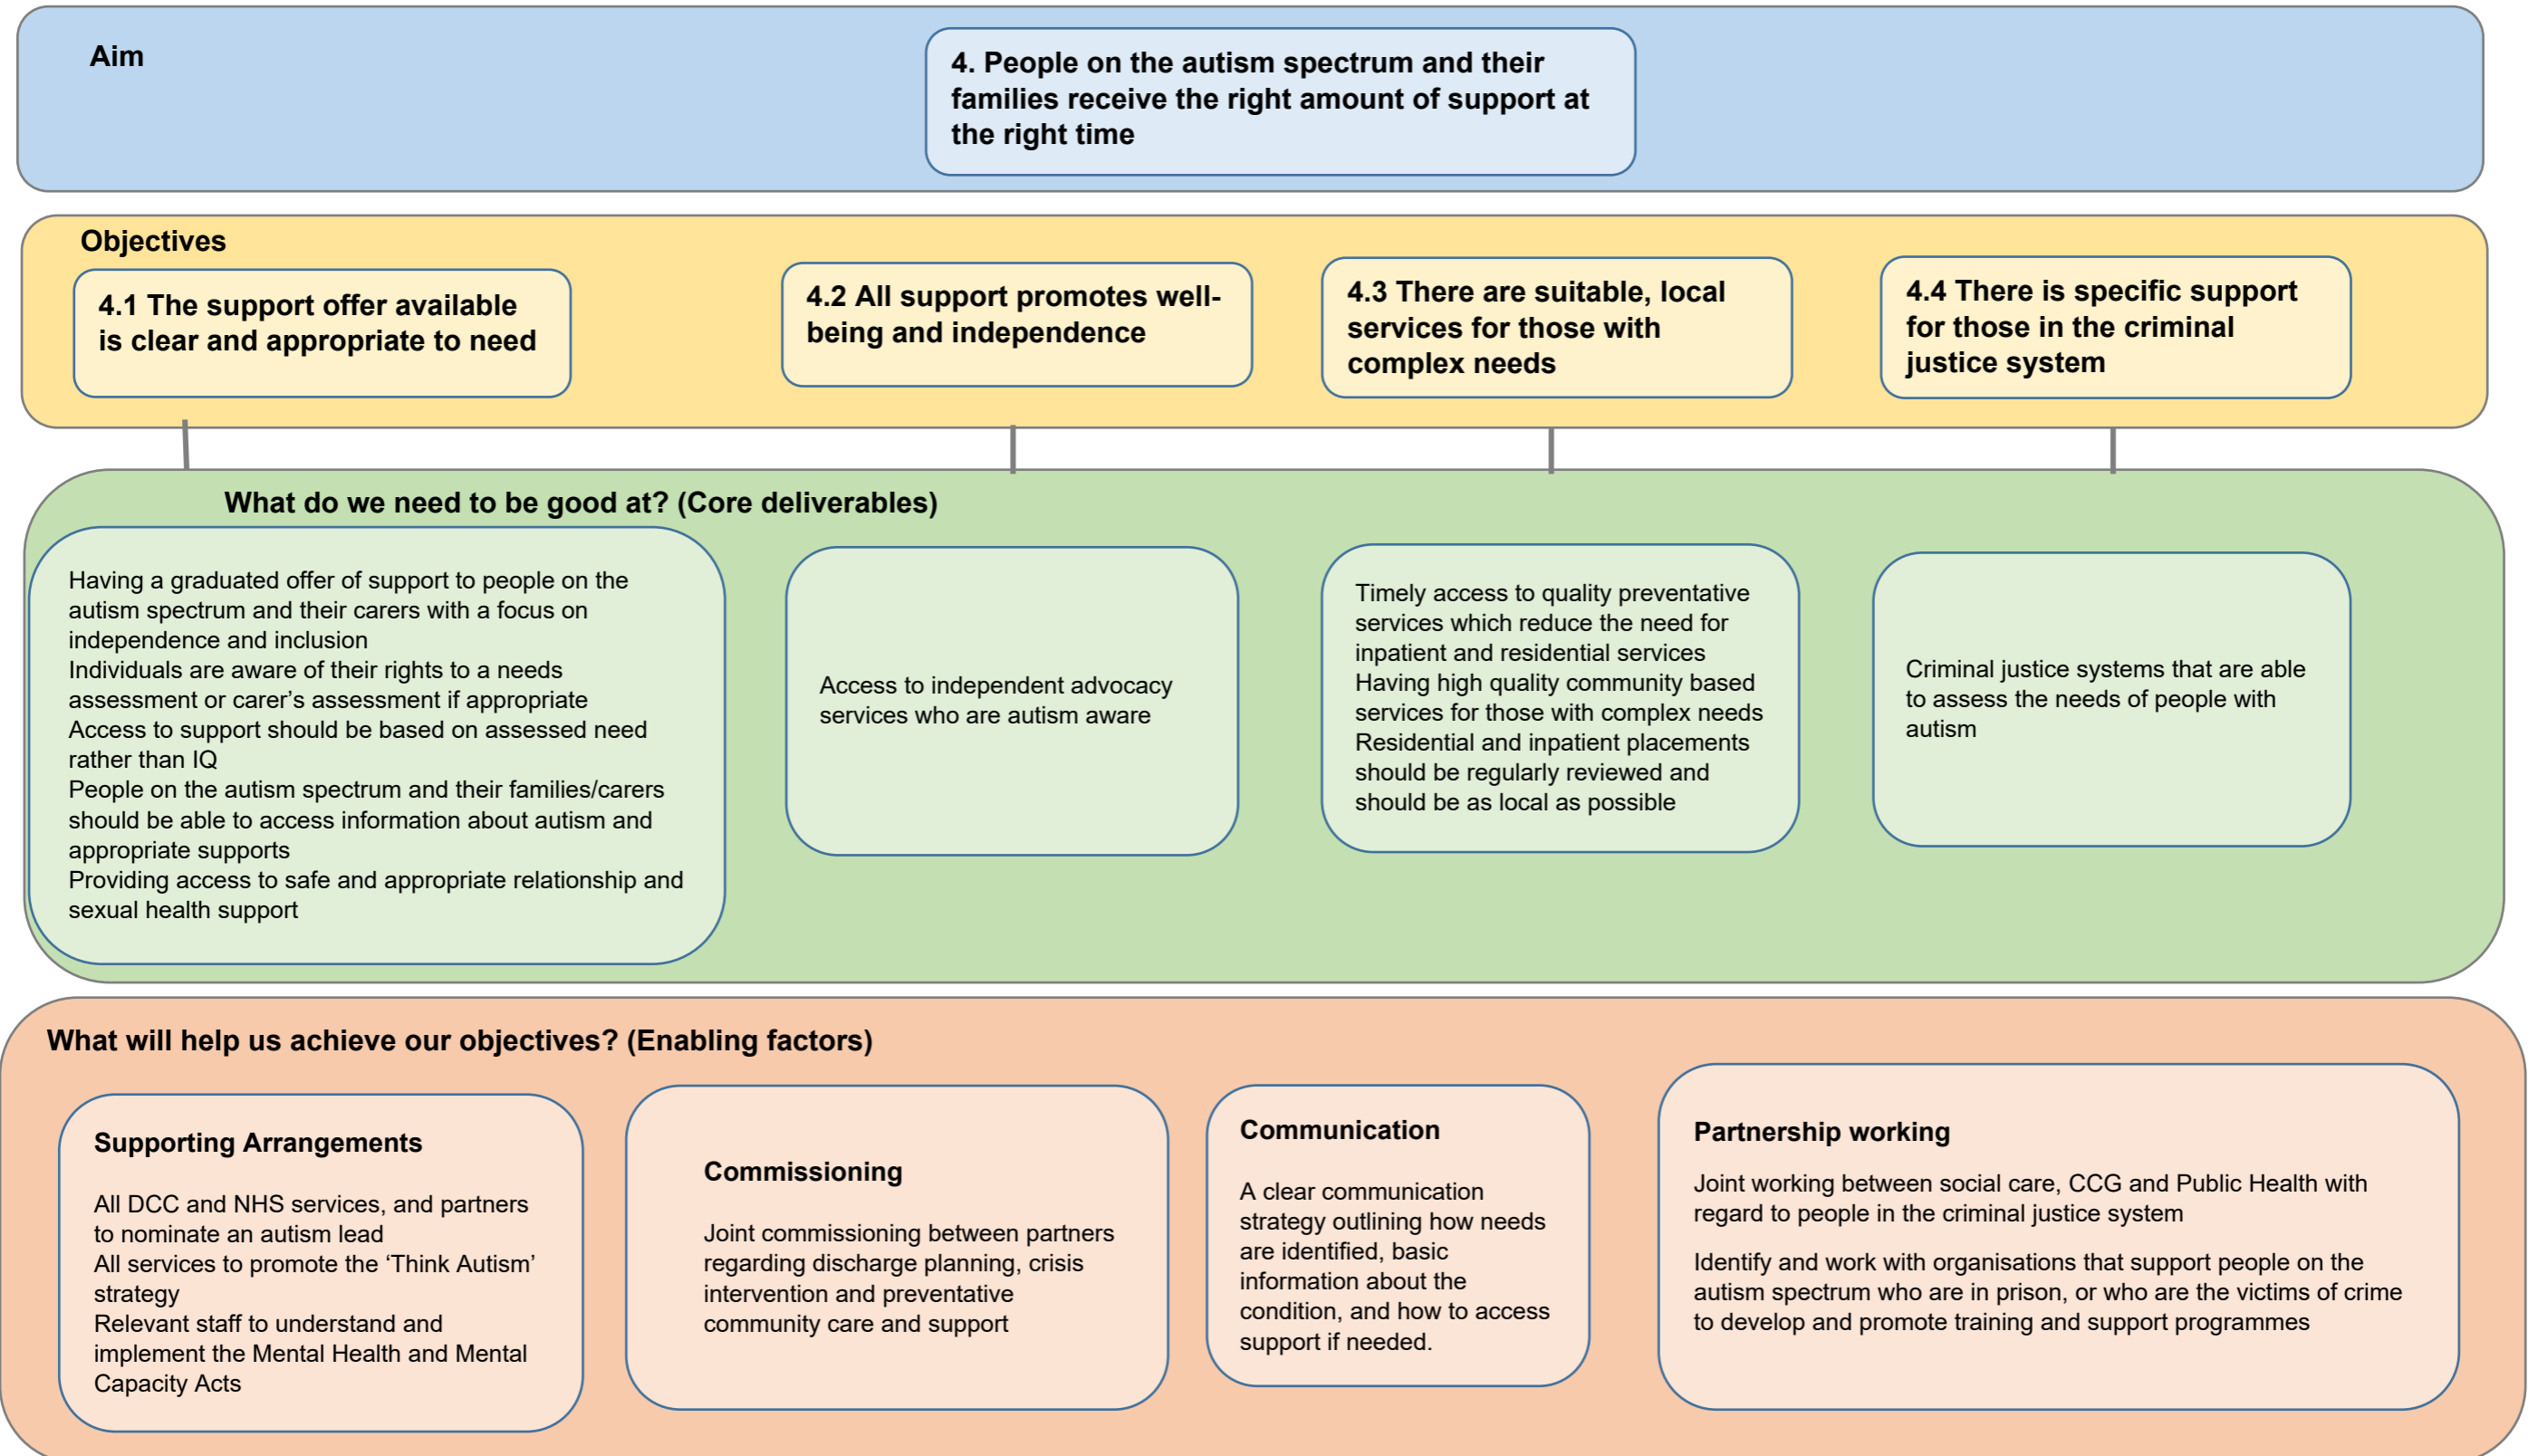 Aim
4. People on the autism spectrum and their
families receive the right amount of support at
the right time
Objectives
4.1 The support offer available
is clear and appropriate to need
4.2 All support promotes well-
being and independence
4.3 There are suitable, local
services for those with
complex needs
4.4 There is specific support
for those in the criminal
justice system
What do we need to be good at? (Core deliverables)
Having a graduated offer of support to people on the
autism spectrum and their carers with a focus on
independence and inclusion
Individuals are aware of their rights to a needs
assessment or carer’s assessment if appropriate
Access to support should be based on assessed need
rather than IQ
People on the autism spectrum and their families/carers
should be able to access information about autism and
appropriate supports
Providing access to safe and appropriate relationship and
sexual health support
Access to independent advocacy
services who are autism aware
Timely access to quality preventative
services which reduce the need for
inpatient and residential services
Having high quality community based
services for those with complex needs
Residential and inpatient placements
should be regularly reviewed and
should be as local as possible
Criminal justice systems that are able
to assess the needs of people with
autism
What will help us achieve our objectives? (Enabling factors)
Supporting Arrangements
All DCC and NHS services, and partners
to nominate an autism lead
All services to promote the ‘Think Autism’
strategy
Relevant staff to understand and
implement the Mental Health and Mental
Capacity Acts
Commissioning
Joint commissioning between partners
regarding discharge planning, crisis
intervention and preventative
community care and support
Communication
A clear communication
strategy outlining how needs
are identified, basic
information about the
condition, and how to access
support if needed.
Partnership working
Joint working between social care, CCG and Public Health with
regard to people in the criminal justice system
Identify and work with organisations that support people on the
autism spectrum who are in prison, or who are the victims of crime
to develop and promote training and support programmes